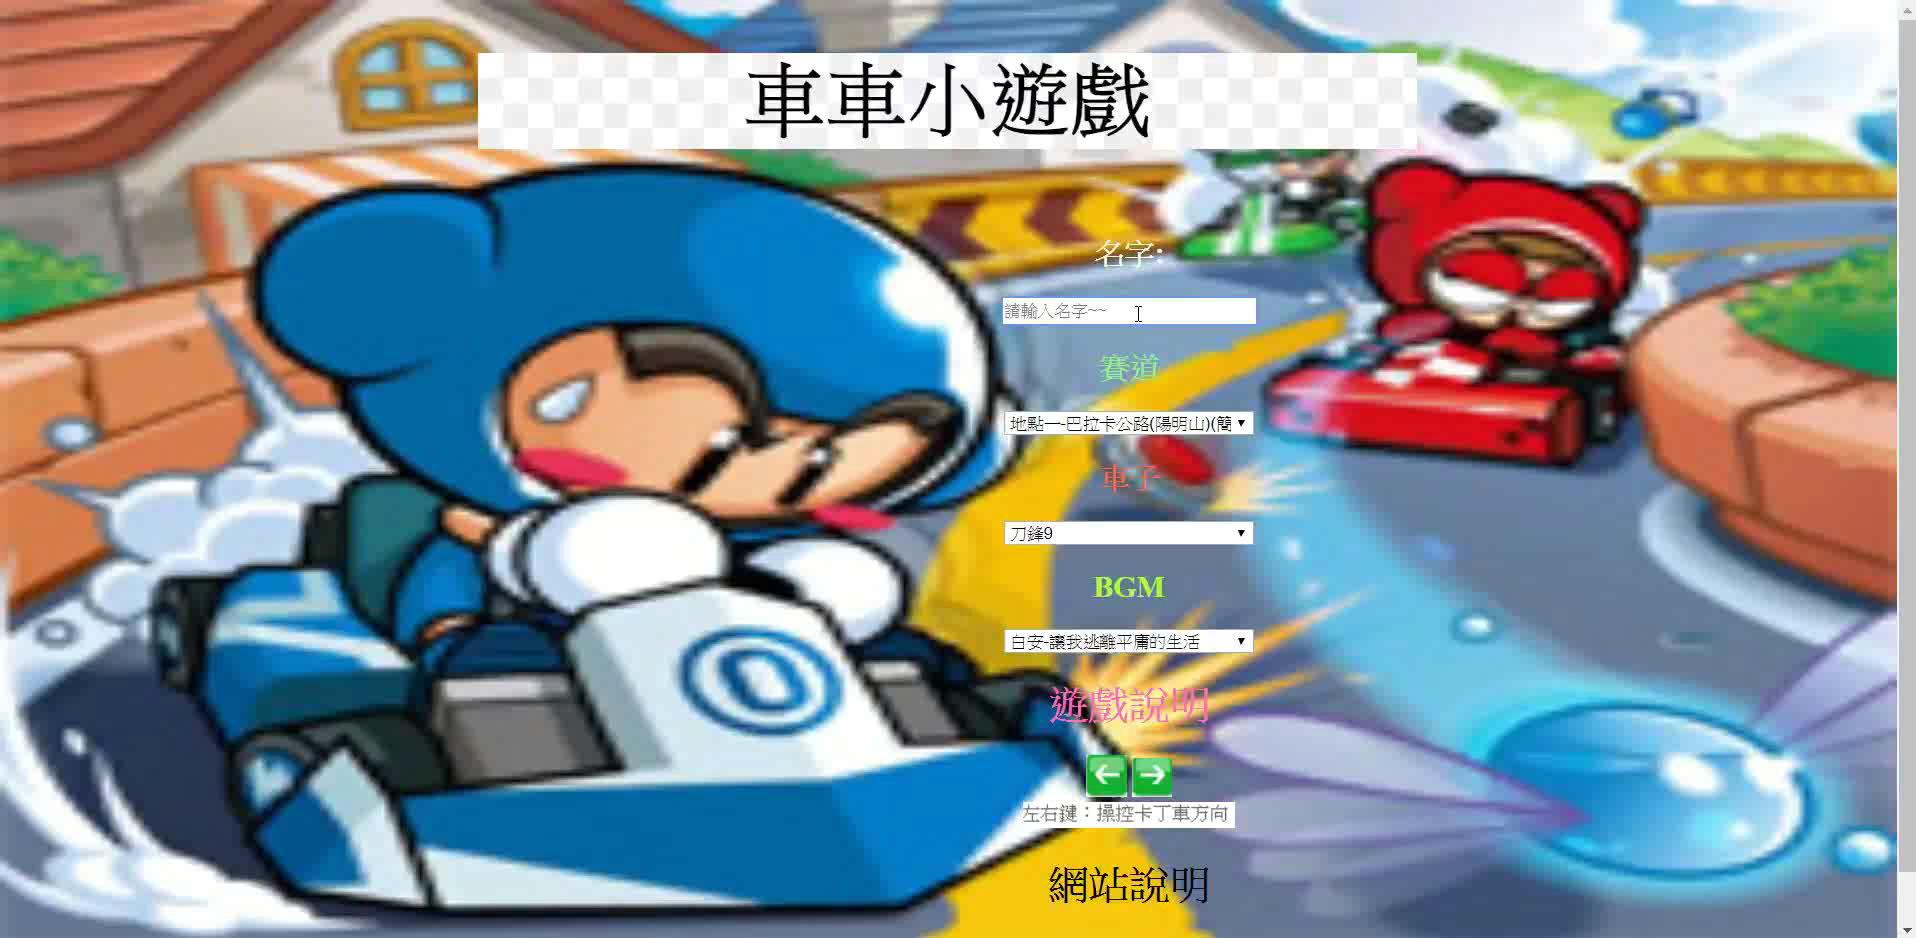 車車小遊戲
名字:
請輸入名字~~
賽道
地點一-巴拉卡公路(陽明山)(簡
車子
刀鋒9
BGM
白安-讓我逃離平庸的生活
遊戲說明
左右鍵：操控卡丁車方向
網站說明